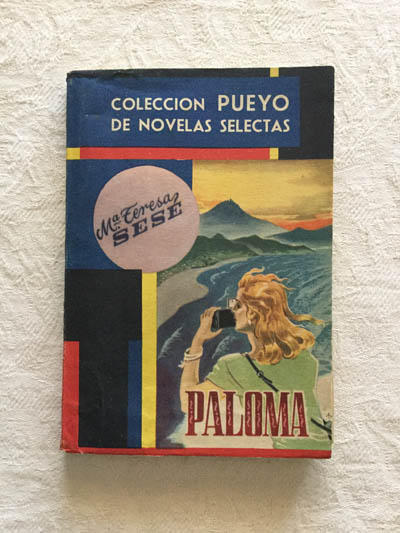 COLECCION PUEYO
DE NOVELAS SELECTAS
Mª Teresa
SESÉ
PALOMA